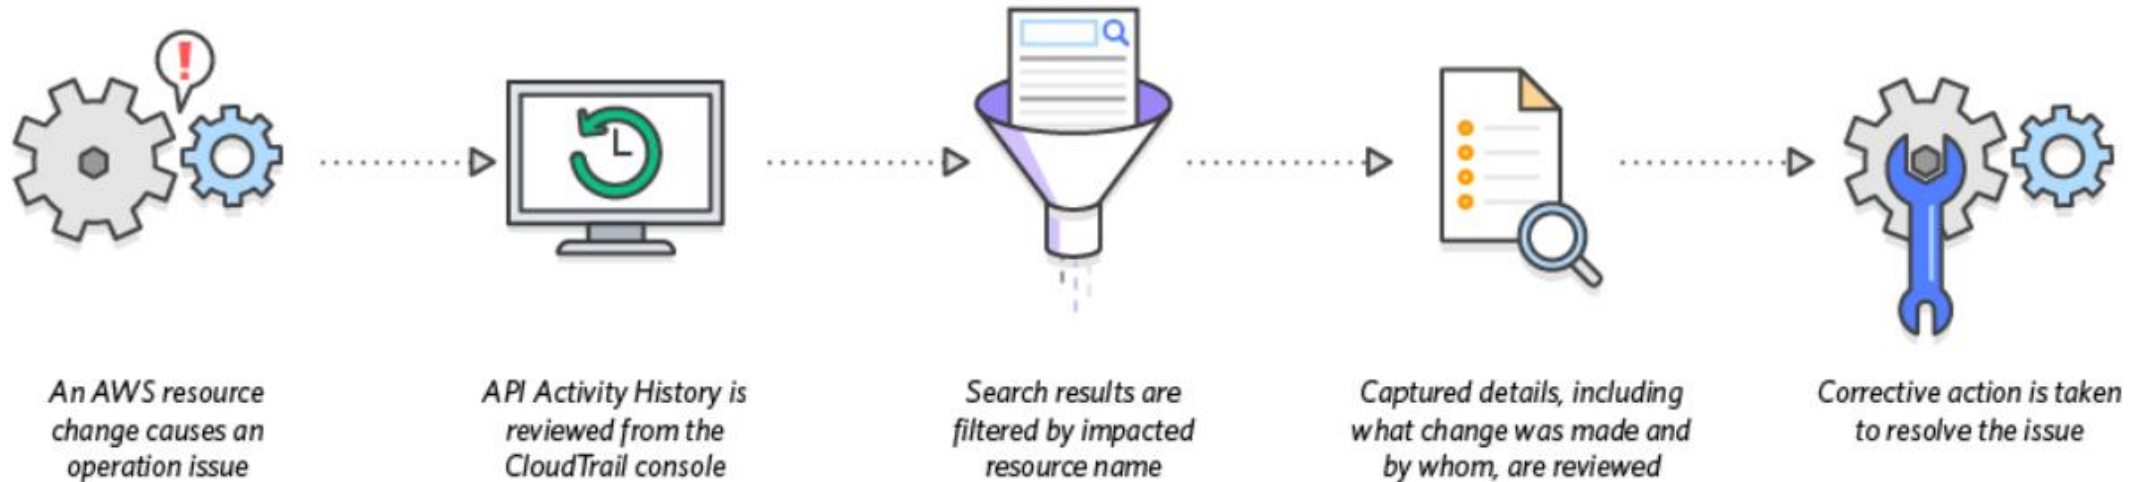 !
An AWS resource
change causes an
operation issue
API Activity History is
reviewed from the
CloudTrail console
Search results are
filtered by impacted
resource name
Captured details, including
what change was made and
by whom, are reviewed
Corrective action is taken
to resolve the issue